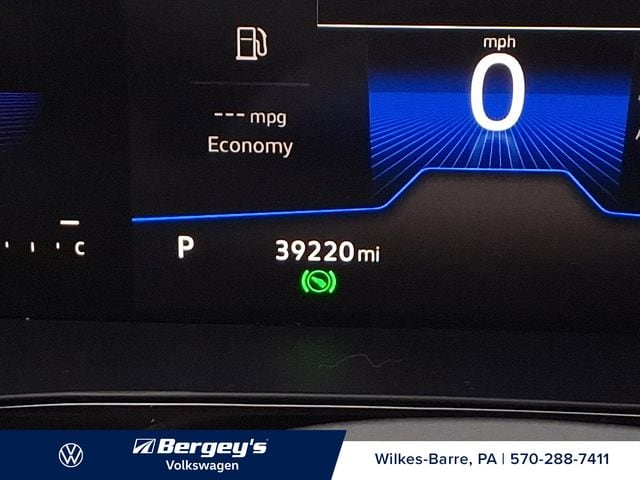 mph
0
--- mpg
Economy
P
39220 mi
C
Bergey's
Volkswagen
Wilkes-Barre, PA | 570-288-7411